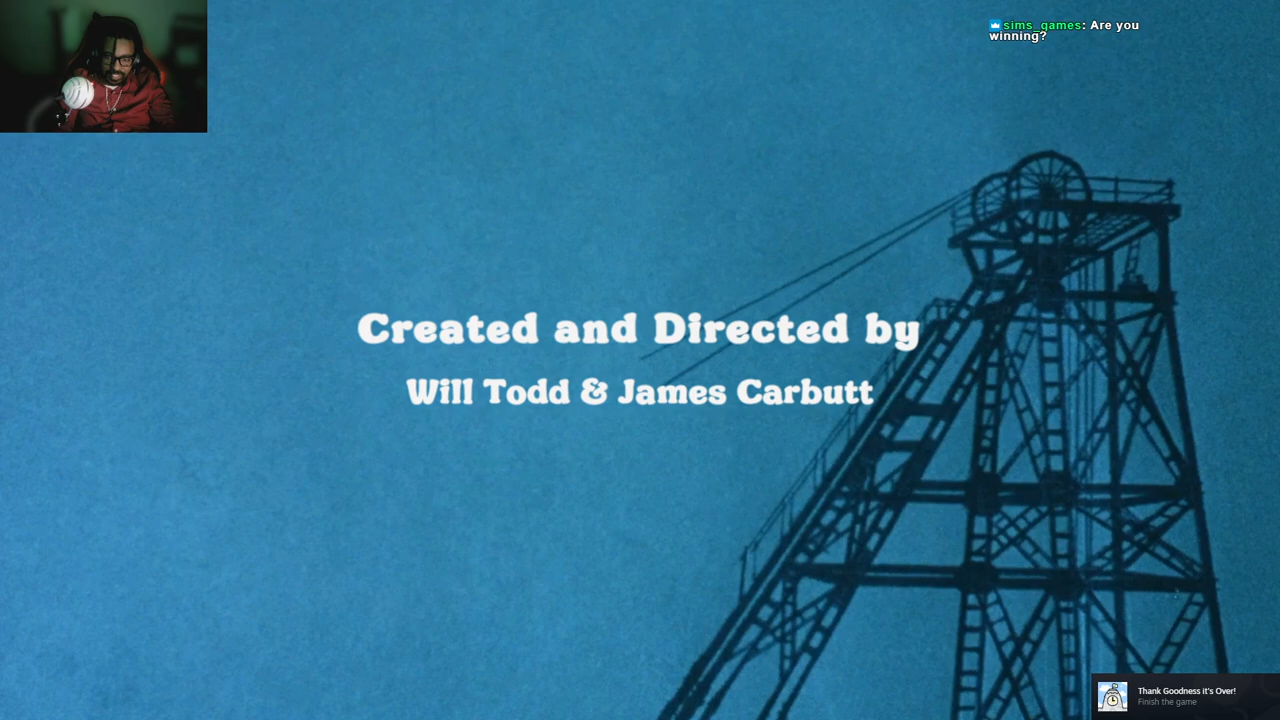 sims_games: Are you
winning?
Created and Directed by
Will Todd & James Carbutt
Thank Goodness it's Over!
Finish the game